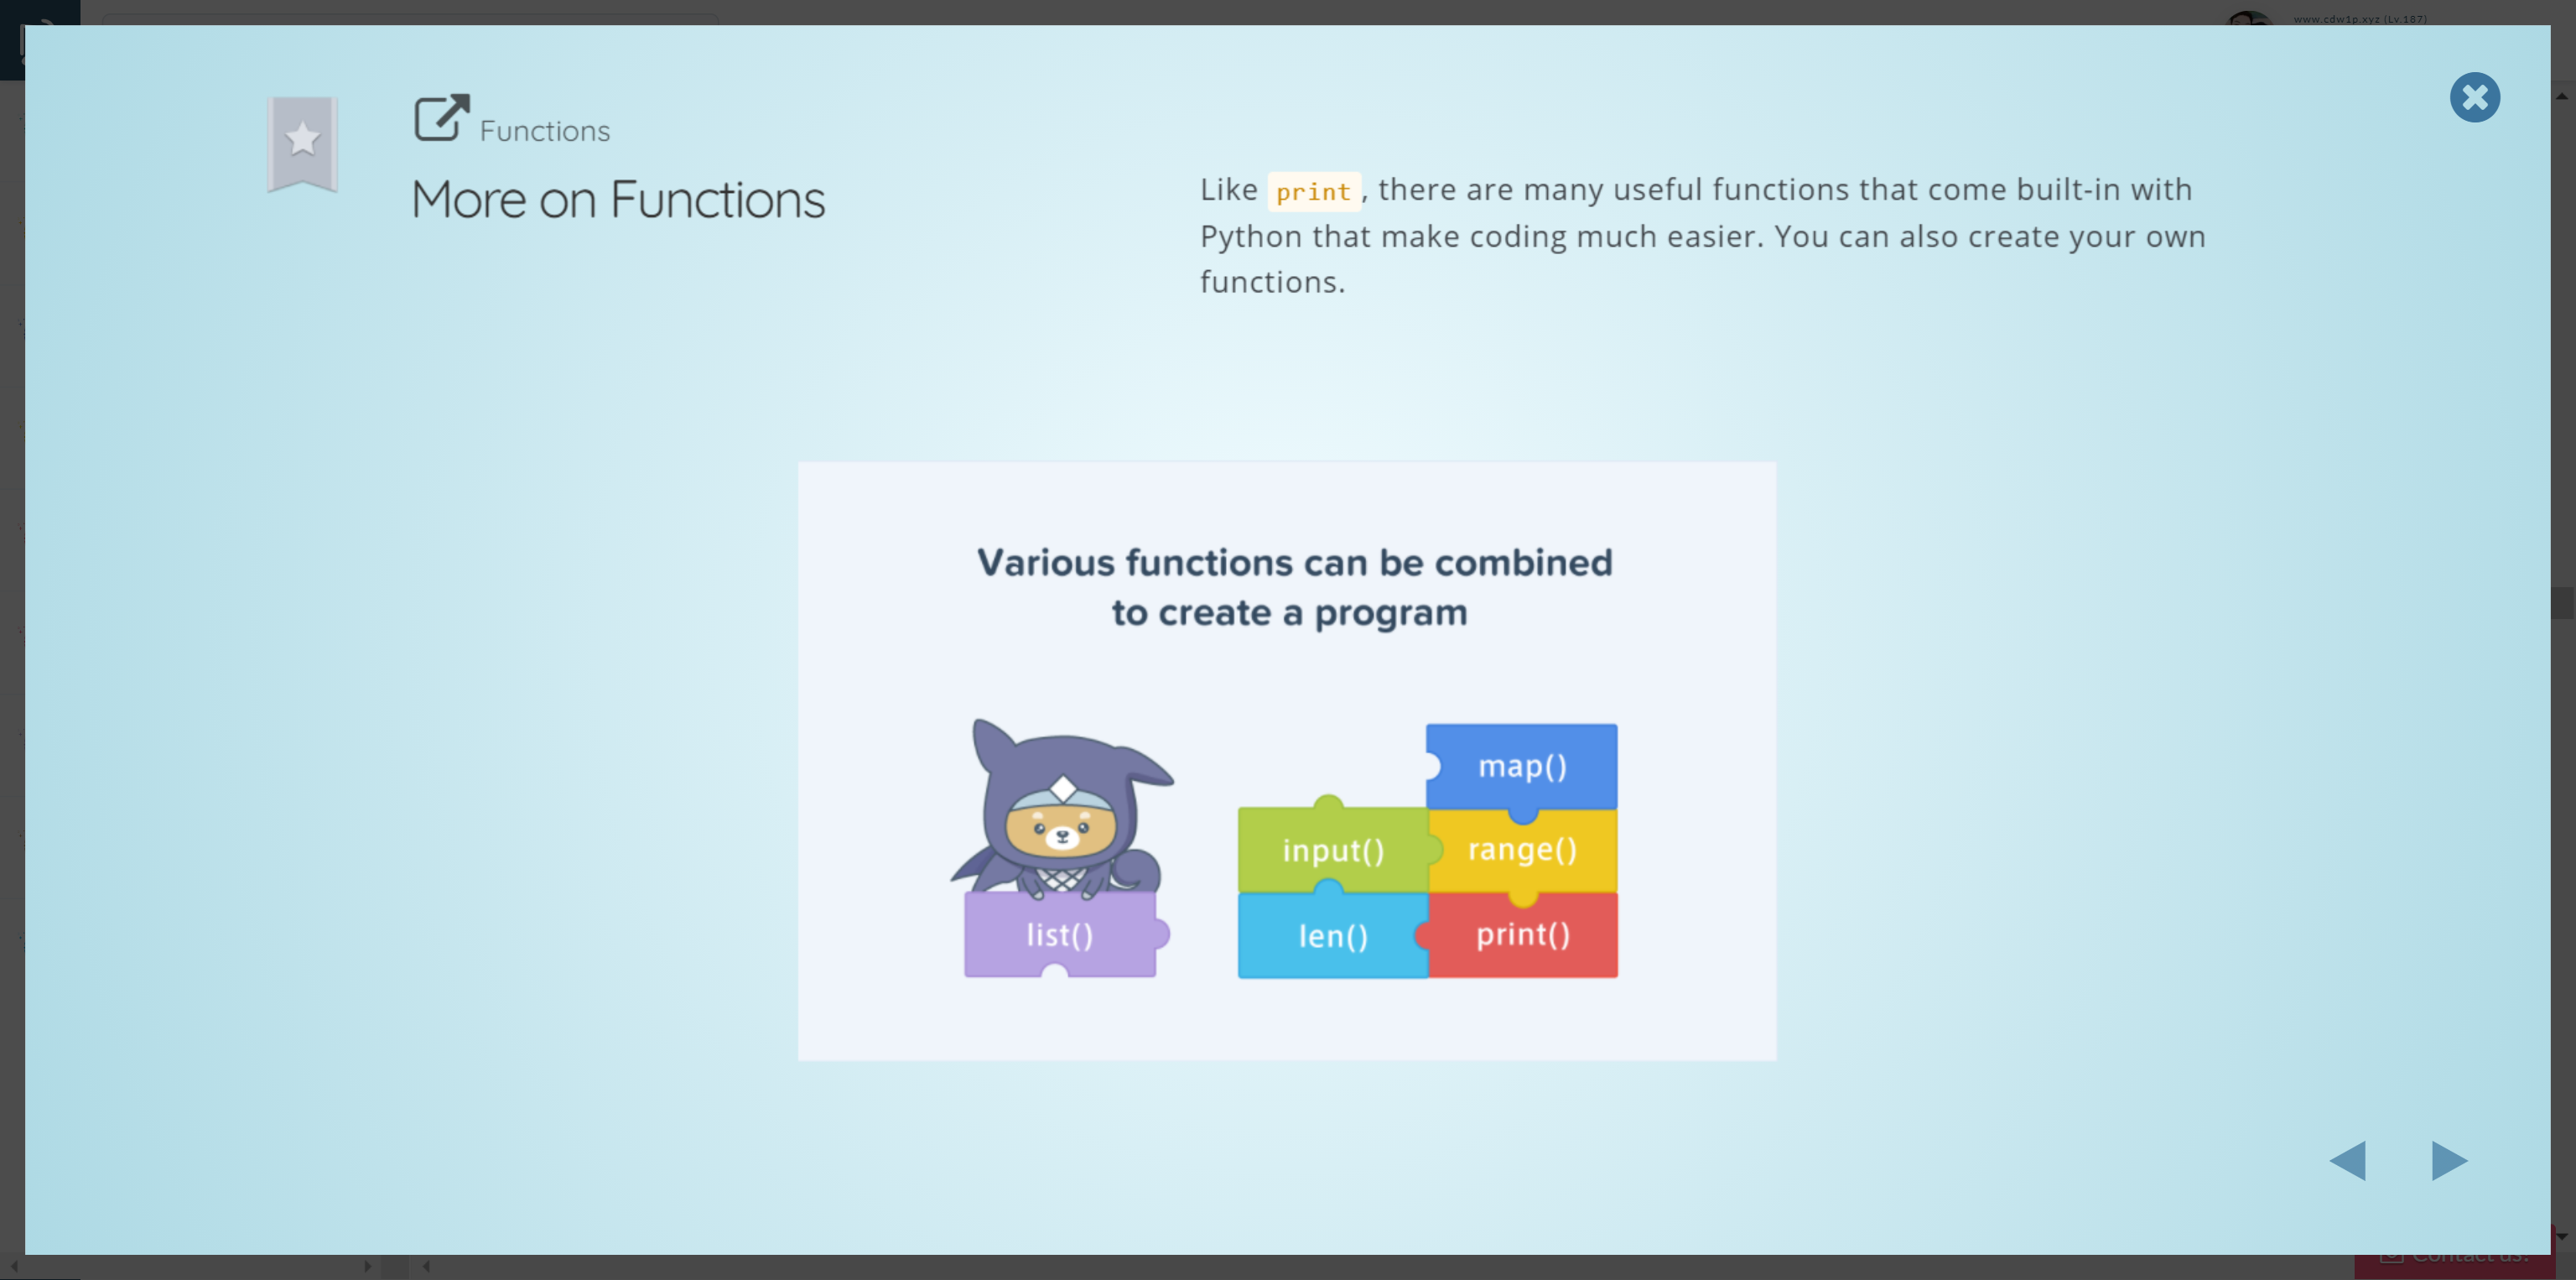 www.cdw1p.xyz (Lv.187)
Functions
More on Functions
Like print, there are many useful functions that come built-in with
Python that make coding much easier. You can also create your own
functions.
Various functions can be combined
to create a program
map()
input() range()
list() len() print()
Contact us!